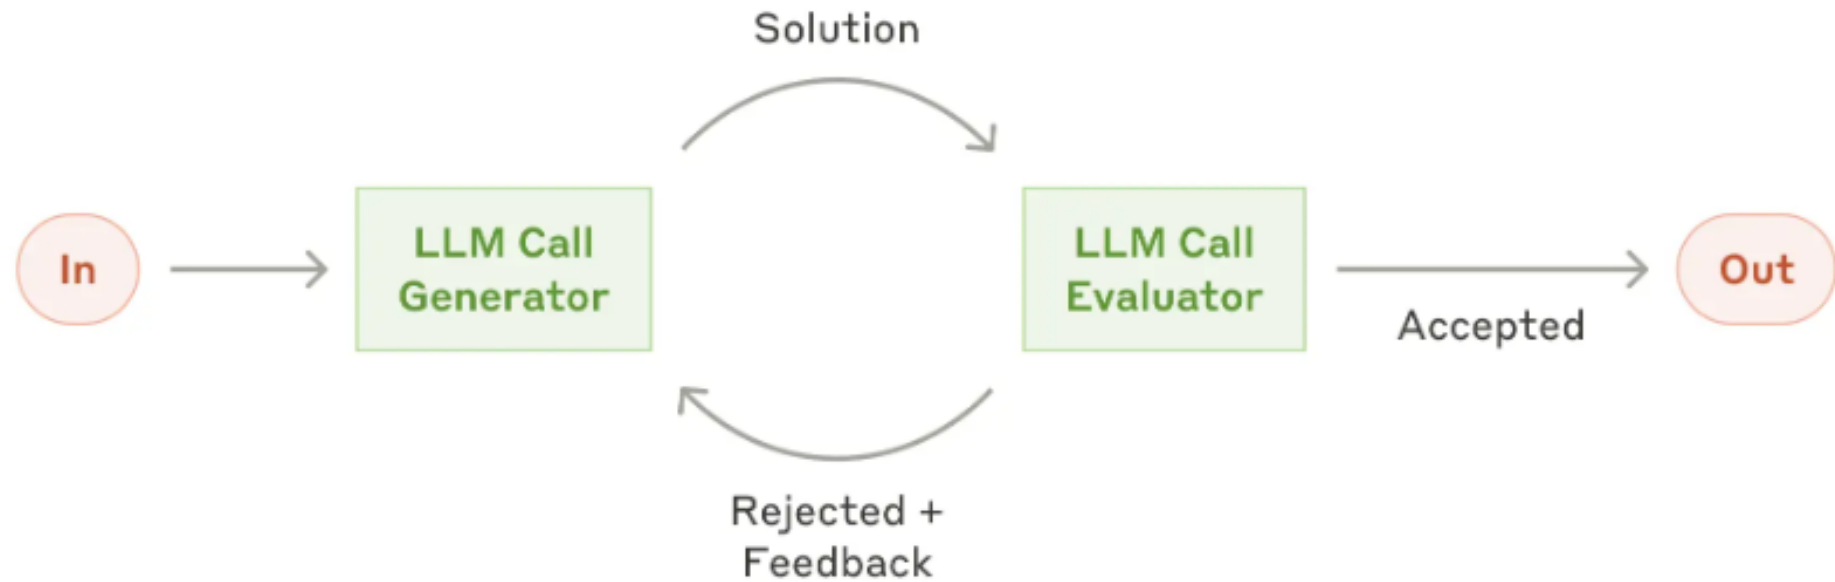 Solution
In
LLM Call
Generator
LLM Call
Evaluator
Accepted
Out
Rejected +
Feedback